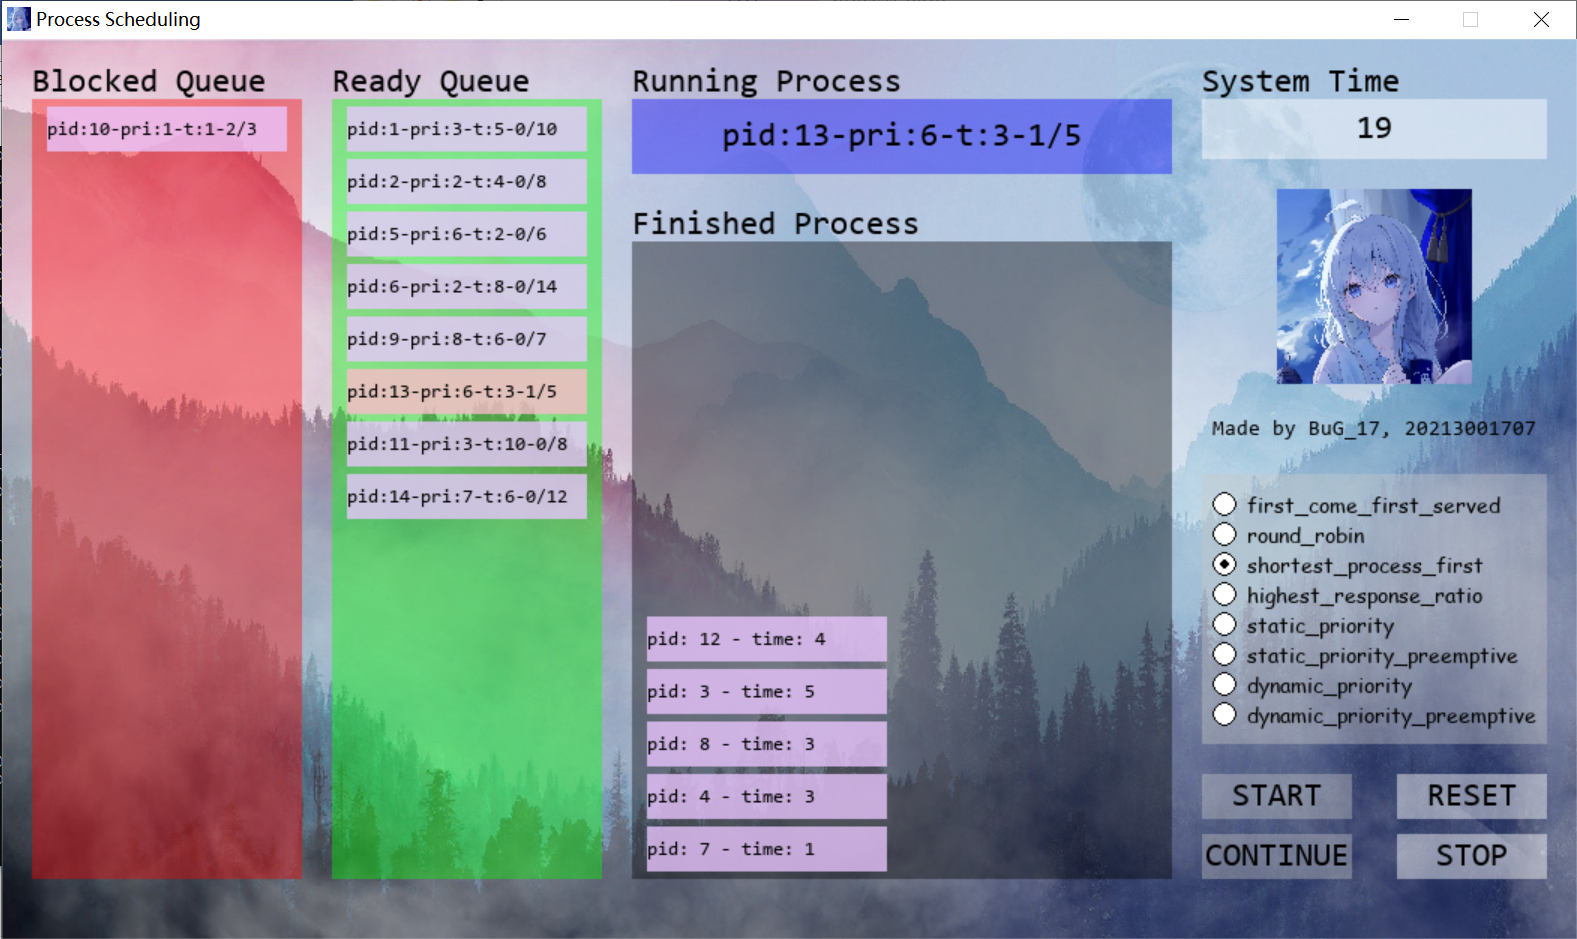 Process Scheduling
Blocked Queue
pid:10-pri:1-t:1-2/3
Ready Queue
pid:1-pri:3-t:5-0/10
pid:2-pri:2-t:4-0/8
pid:5-pri:6-t:2-0/6
pid:6-pri:2-t:8-0/14
pid:9-pri:8-t:6-0/7
pid:13-pri:6-t:3-1/5
pid:11-pri:3-t:10-0/8
pid:14-pri:7-t:6-0/12
Running Process
pid:13-pri:6-t:3-1/5
Finished Process
pid: 12 - time: 4
pid: 3 - time: 5
pid: 8 - time: 3
pid: 4 - time: 3
pid: 7 - time: 1
System Time
19
Made by BuG_17, 20213001707
first_come_first_served
round_robin
shortest_process_first
highest_response_ratio
static_priority
static_priority_preemptive
dynamic_priority
dynamic_priority_preemptive
START
RESET
CONTINUE
STOP